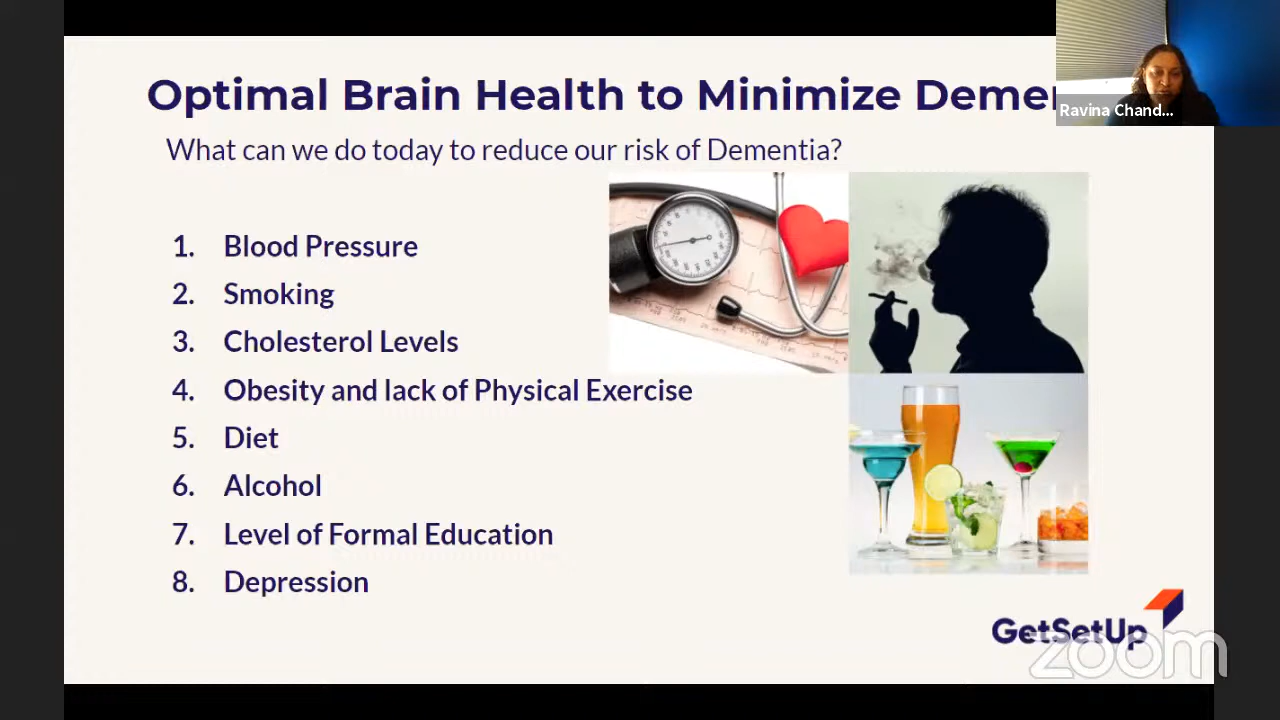 Optimal Brain Health to Minimize Deme
Ravina Chand...
What can we do today to reduce our risk of Dementia?
1. Blood Pressure
2. Smoking
3. Cholesterol Levels
4. Obesity and lack of Physical Exercise
5. Diet
6. Alcohol
7. Level of Formal Education
8. Depression
GetSetUp
zoom